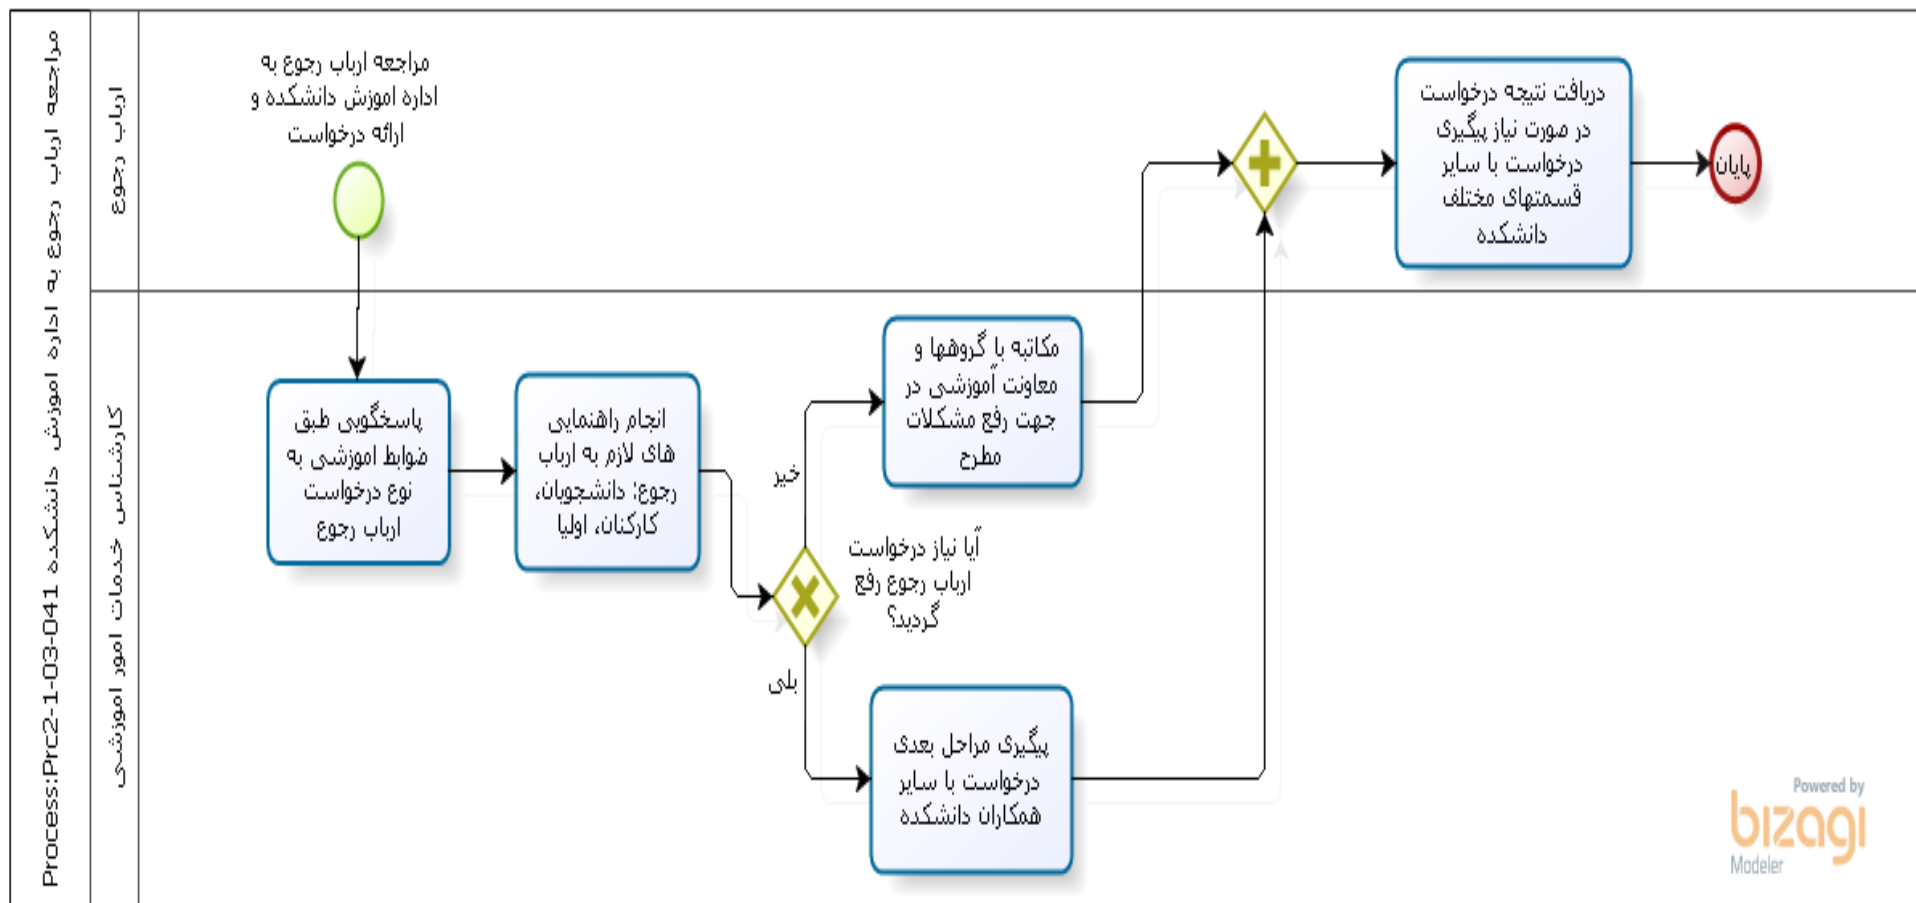 مراجعه ارباب رجوع به اداره اموزش دانشکده Process:Prc2-1-03-041
ارباب رجوع
مراجعه ارباب رجوع به
اداره اموزش دانشکده و
ارائه درخواست
دریافت نتیجه درخواست
در صورت نیاز پیگیری
درخواست با سایر
قسمتهای مختلف
دانشکده
پایان
کارشناس خدمات امور اموزشی
پاسخگویی طبق
ضوابط اموزشی به
نوع درخواست
ارباب رجوع
انجام راهنمایی
های لازم به ارباب
رجوع: دانشجویان،
کارکنان، اولیا
آیا نیاز درخواست
ارباب رجوع رفع
گردید؟
خیر
مکاتبه با گروهها و
معاونت آموزشی در
جهت رفع مشکلات
مطرح
بلی
پیگیری مراحل بعدی
درخواست با سایر
همکاران دانشکده
Powered by
bizagi
Modeler